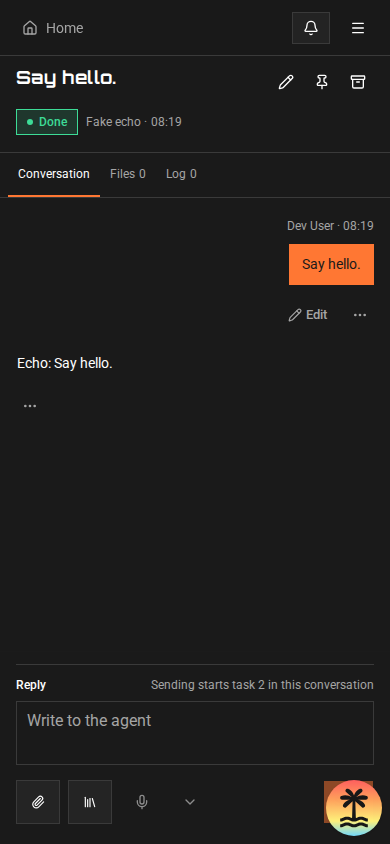 Home
Say hello.
Done
Fake echo · 08:19
Conversation
Files 0
Log 0
Dev User · 08:19
Say hello.
Edit
Echo: Say hello.
Reply
Sending starts task 2 in this conversation
Write to the agent